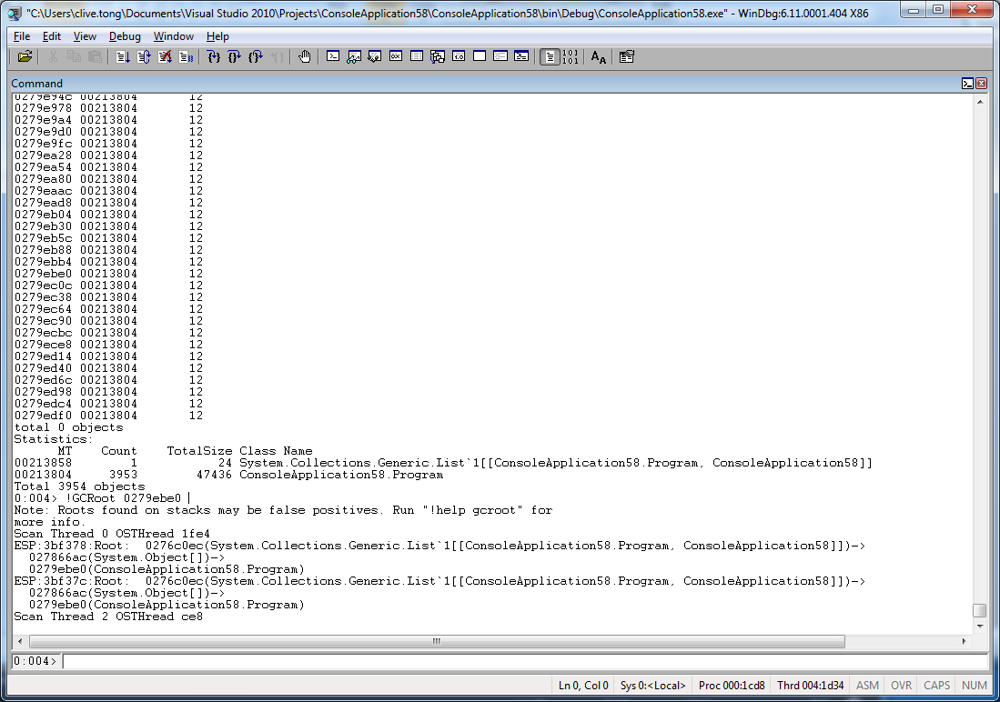 "C:\Users\clive.tong\Documents\Visual Studio 2010\Projects\ConsoleApplication58\ConsoleApplication58\bin\Debug\ConsoleApplication58.exe" - WinDbg:6.11.0001.404 X86
File Edit View Debug Window Help
Command
0279e94c 00213804 12
0279e978 00213804 12
0279e9a4 00213804 12
0279e9d0 00213804 12
0279e9fc 00213804 12
0279ea28 00213804 12
0279ea54 00213804 12
0279ea80 00213804 12
0279eaac 00213804 12
0279ead8 00213804 12
0279eb04 00213804 12
0279eb30 00213804 12
0279eb5c 00213804 12
0279eb88 00213804 12
0279ebb4 00213804 12
0279ebe0 00213804 12
0279ec0c 00213804 12
0279ec38 00213804 12
0279ec64 00213804 12
0279ec90 00213804 12
0279ecbc 00213804 12
0279ece8 00213804 12
0279ed14 00213804 12
0279ed40 00213804 12
0279ed6c 00213804 12
0279ed98 00213804 12
0279edc4 00213804 12
0279edf0 00213804 12
total 0 objects
Statistics:
MT Count TotalSize Class Name
00213858 1 24 System.Collections.Generic.List`1[[ConsoleApplication58.Program, ConsoleApplication58]]
00213804 3953 47436 ConsoleApplication58.Program
Total 3954 objects
0:004> !GCRoot 0279ebe0
Note: Roots found on stacks may be false positives. Run "!help gcroot" for
more info.
Scan Thread 0 OSTHread 1fe4
ESP:3bf378:Root: 0276c0ec(System.Collections.Generic.List`1[[ConsoleApplication58.Program, ConsoleApplication58]])->
027866ac(System.Object[])->
0279ebe0(ConsoleApplication58.Program)
ESP:3bf37c:Root: 0276c0ec(System.Collections.Generic.List`1[[ConsoleApplication58.Program, ConsoleApplication58]])->
027866ac(System.Object[])->
0279ebe0(ConsoleApplication58.Program)
Scan Thread 2 OSTHread ce8
0:004>
Ln 0, Col 0 Sys 0:<Local> Proc 000:1cd8 Thrd 004:1d34 ASM OVR CAPS NUM